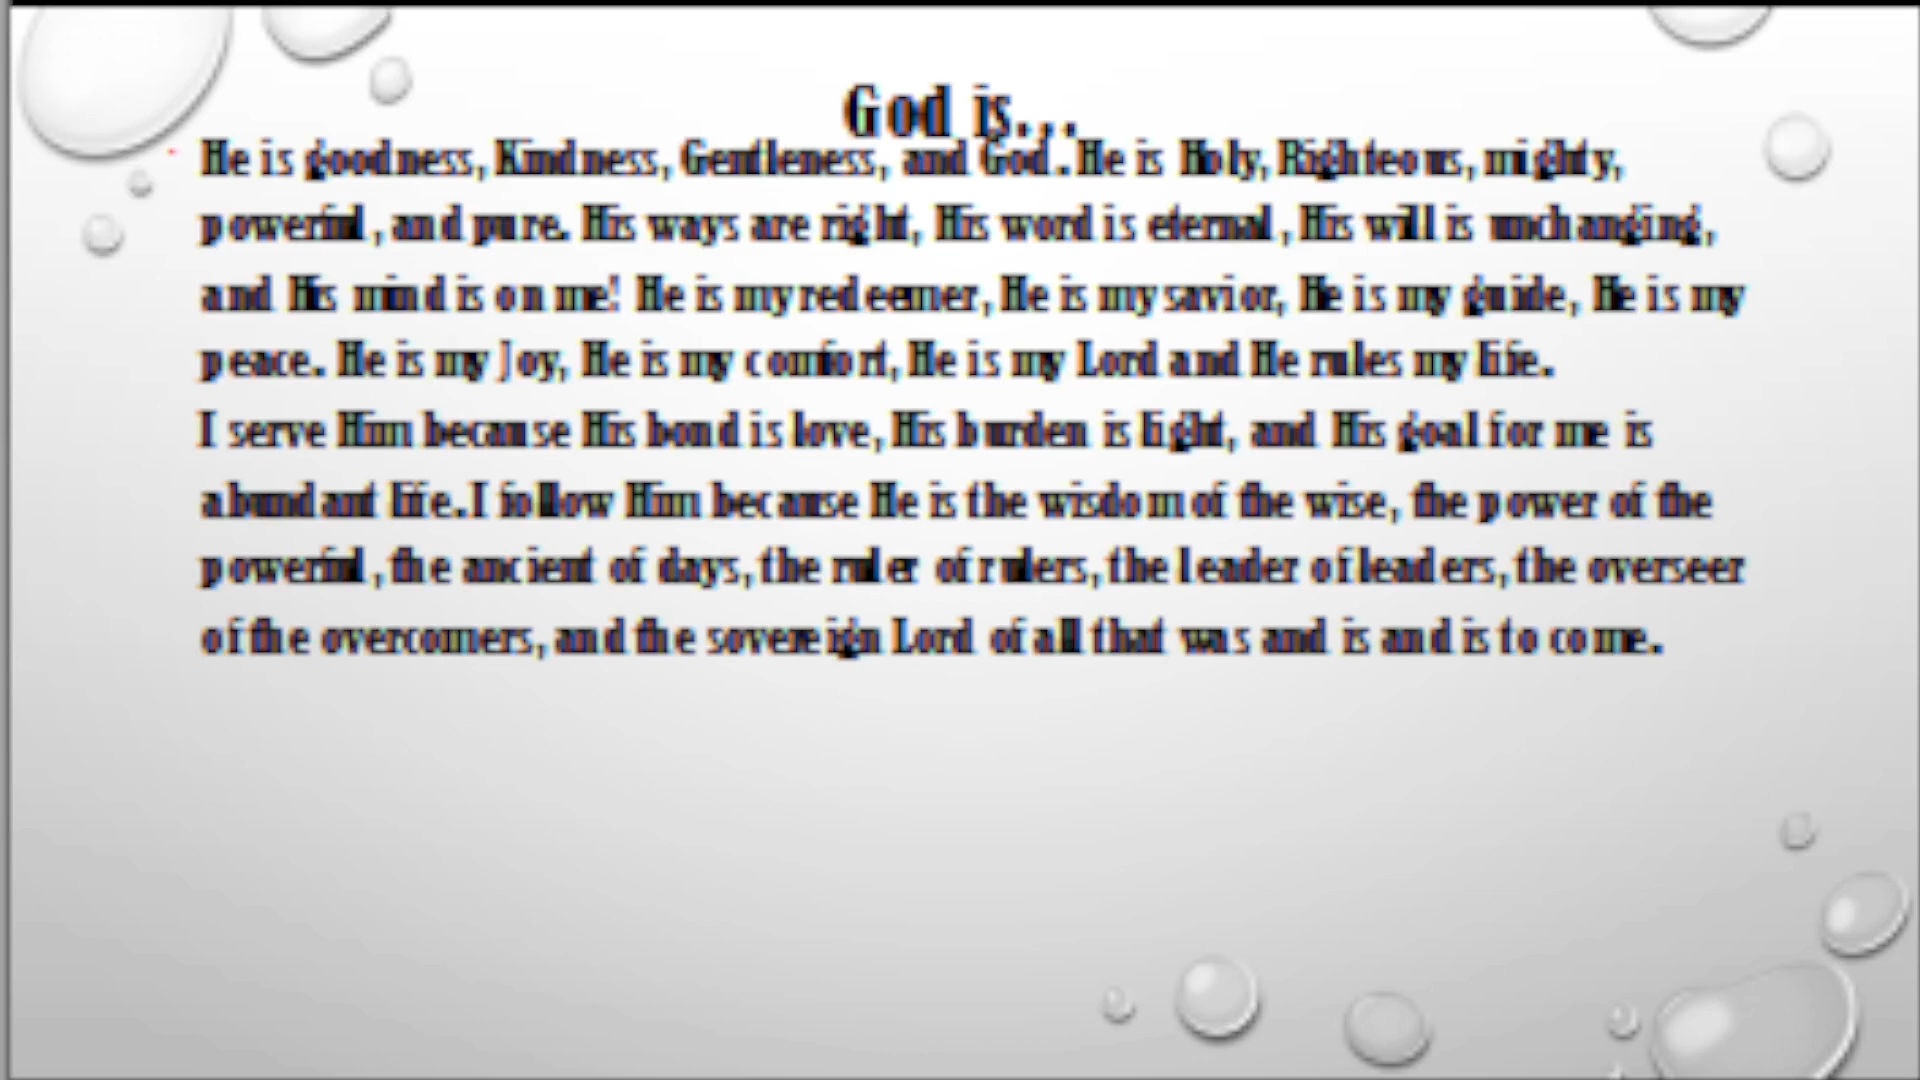 God is...
He is goodness, Kindness, Gentleness, and God. He is Holy, Righteous, mighty,
powerful, and pure. His ways are right, His word is eternal, His will is unchanging,
and His mind is on me! He is my redeemer, He is my savior, He is my guide, He is my
peace. He is my Joy, He is my comfort, He is my Lord and He rules my life.
I serve Him because His bond is love, His burden is light, and His goal for me is
abundant life. I follow Him because He is the wisdom of the wise, the power of the
powerful, the ancient of days, the ruler of rulers, the leader of leaders, the overseer
of the overcomers, and the sovereign Lord of all that was and is and is to come.